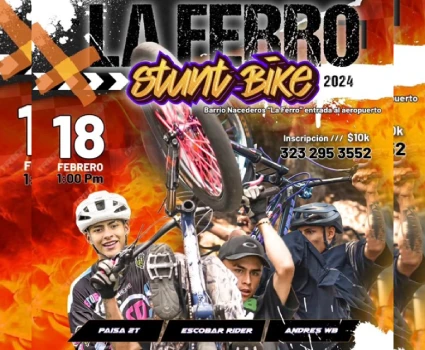 LA FERRO
Stunt Bike
2024
Barrio Nacederos "La Ferro" entrada al aeropuerto
18
FEBRERO
1:00 Pm
Inscripción /// $10k
323 295 3552
PAISA 2T
ESCOBAR RIDER
ANDRES WB